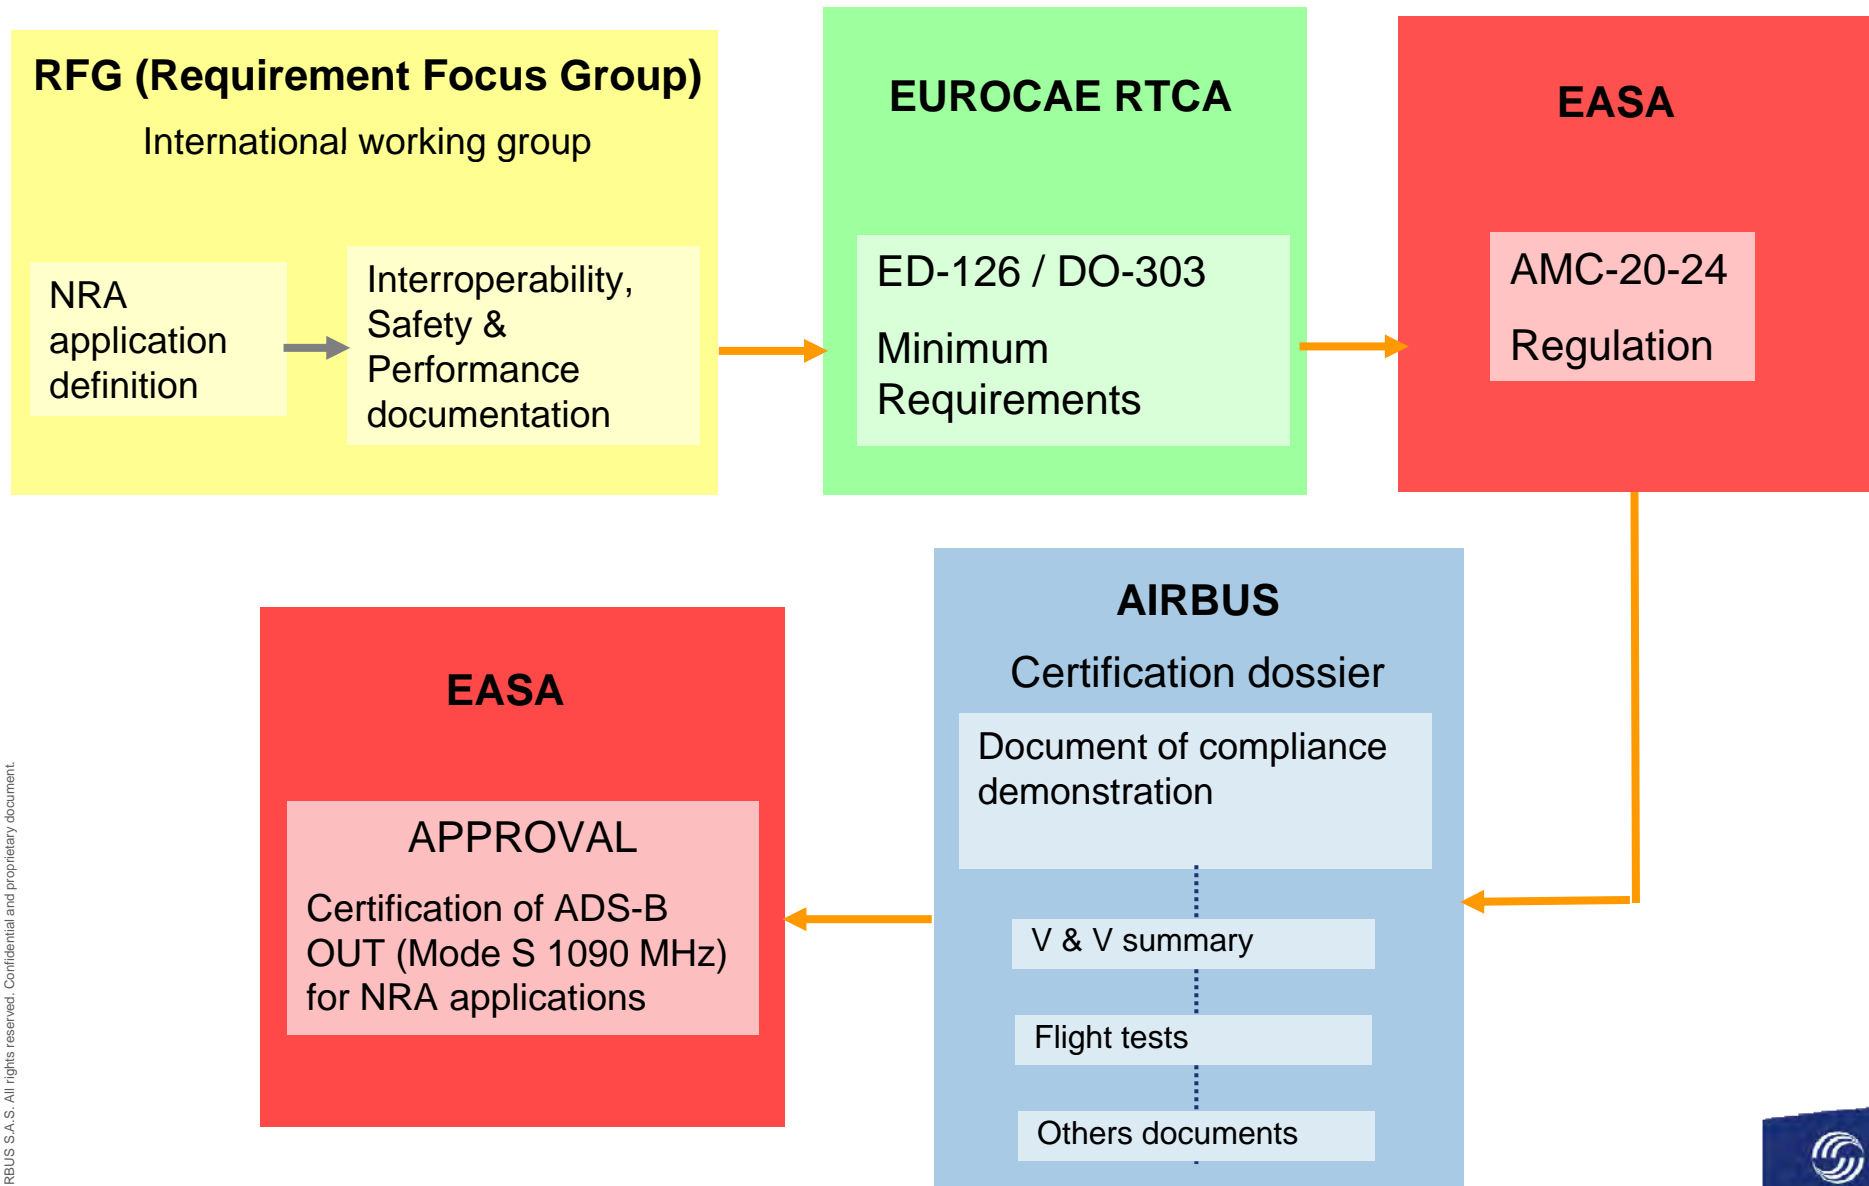 RFG (Requirement Focus Group)
International working group
NRA
application
definition
Interroperability,
Safety &
Performance
documentation
EUROCAE RTCA
ED-126 / DO-303
Minimum
Requirements
EASA
AMC-20-24
Regulation
AIRBUS
Certification dossier
Document of compliance
demonstration
V & V summary
Flight tests
Others documents
EASA
APPROVAL
Certification of ADS-B
OUT (Mode S 1090 MHz)
for NRA applications
RBUS S.A.S. All rights reserved. Confidential and proprietary document.